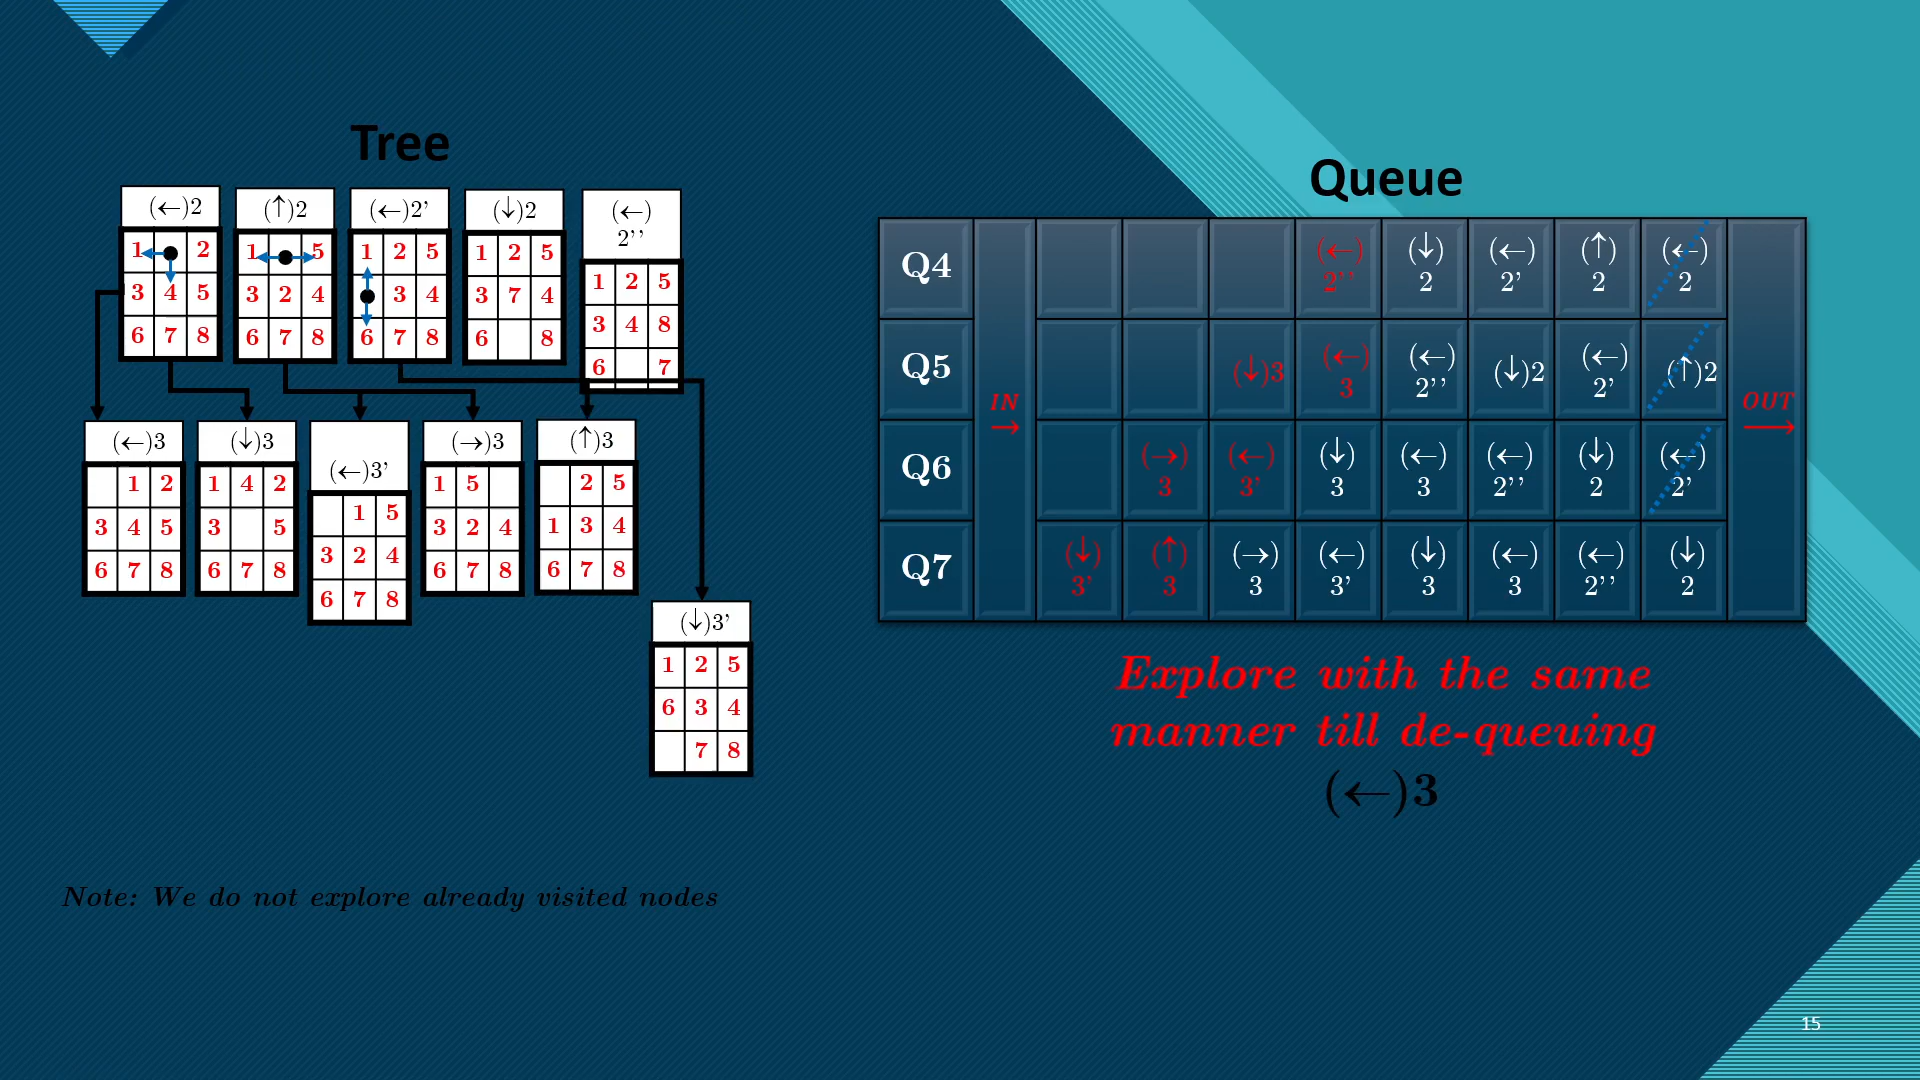 Tree
(←)2 (↑)2 (←)2' (↓)2 (←)
2''
1 2
3 4 5
6 7 8
1 5
3 2 4
6 7 8
1 2 5
3 4
6 7 8
1 2 5
3 7 4
6 8
1 2 5
3 4 8
6 7
(←)3 (↓)3 (←)3' (→)3 (↑)3
1 2
3 4 5
6 7 8
1 4 2
3 5
6 7 8
1 5
3 2 4
6 7 8
1 5
3 2 4
6 7 8
2 5
1 3 4
6 7 8
(↓)3'
1 2 5
6 3 4
7 8
Note: We do not explore already visited nodes
Queue
IN
→
OUT
→
Q4 (←) (↓) (←) (↑) (←)
2'' 2 2' 2 2
Q5 (↓)3 (←) (←) (↓)2 (←) (↑)2
3 2'' 2'
Q6 (→) (←) (↓) (←) (←) (↓) (←)
3 3' 3 3 2'' 2 2'
Q7 (↓) (↑) (→) (←) (↓) (←) (←) (↓)
3' 3 3 3' 3 3 2'' 2
Explore with the same
manner till de-queuing
(←)3
15